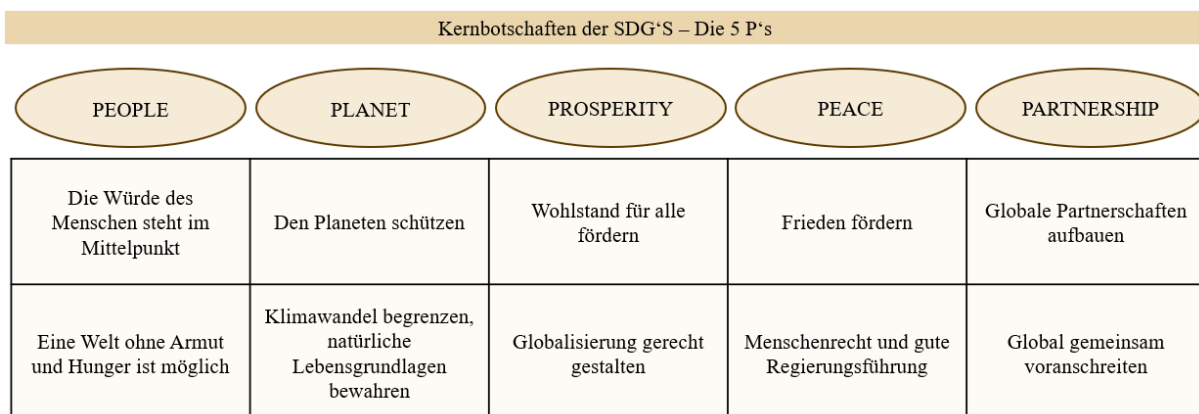 Kernbotschaften der SDG‘S – Die 5 P‘s
PEOPLE
PLANET
PROSPERITY
PEACE
PARTNERSHIP
Die Würde des
Menschen steht im
Mittelpunkt
Den Planeten schützen
Wohlstand für alle
fördern
Frieden fördern
Globale Partnerschaften
aufbauen
Eine Welt ohne Armut
und Hunger ist möglich
Klimawandel begrenzen,
natürliche
Lebensgrundlagen
bewahren
Globalisierung gerecht
gestalten
Menschenrecht und gute
Regierungsführung
Global gemeinsam
voranschreiten